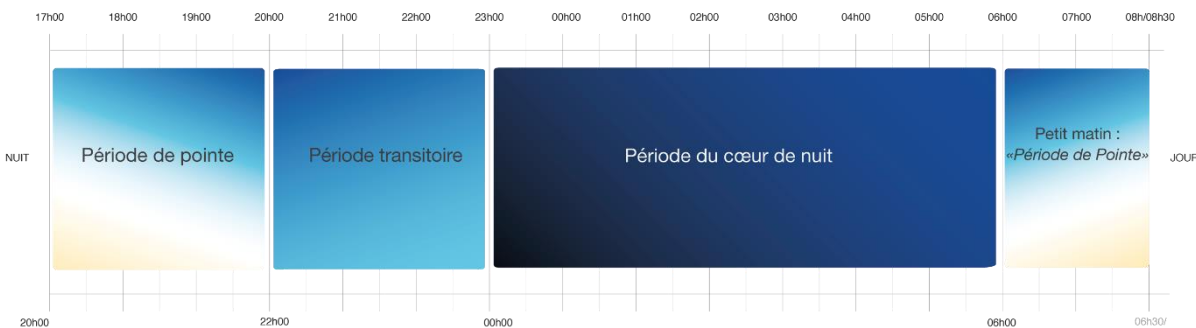 17h00 18h00 19h00 20h00 21h00 22h00 23h00 00h00 01h00 02h00 03h00 04h00 05h00 06h00 07h00 08h/08h30
Petit matin :
NUIT Période de pointe Période transitoire Période du cœur de nuit «Période de Pointe» JOUR
20h00 22h00 00h00 06h00 06h30/